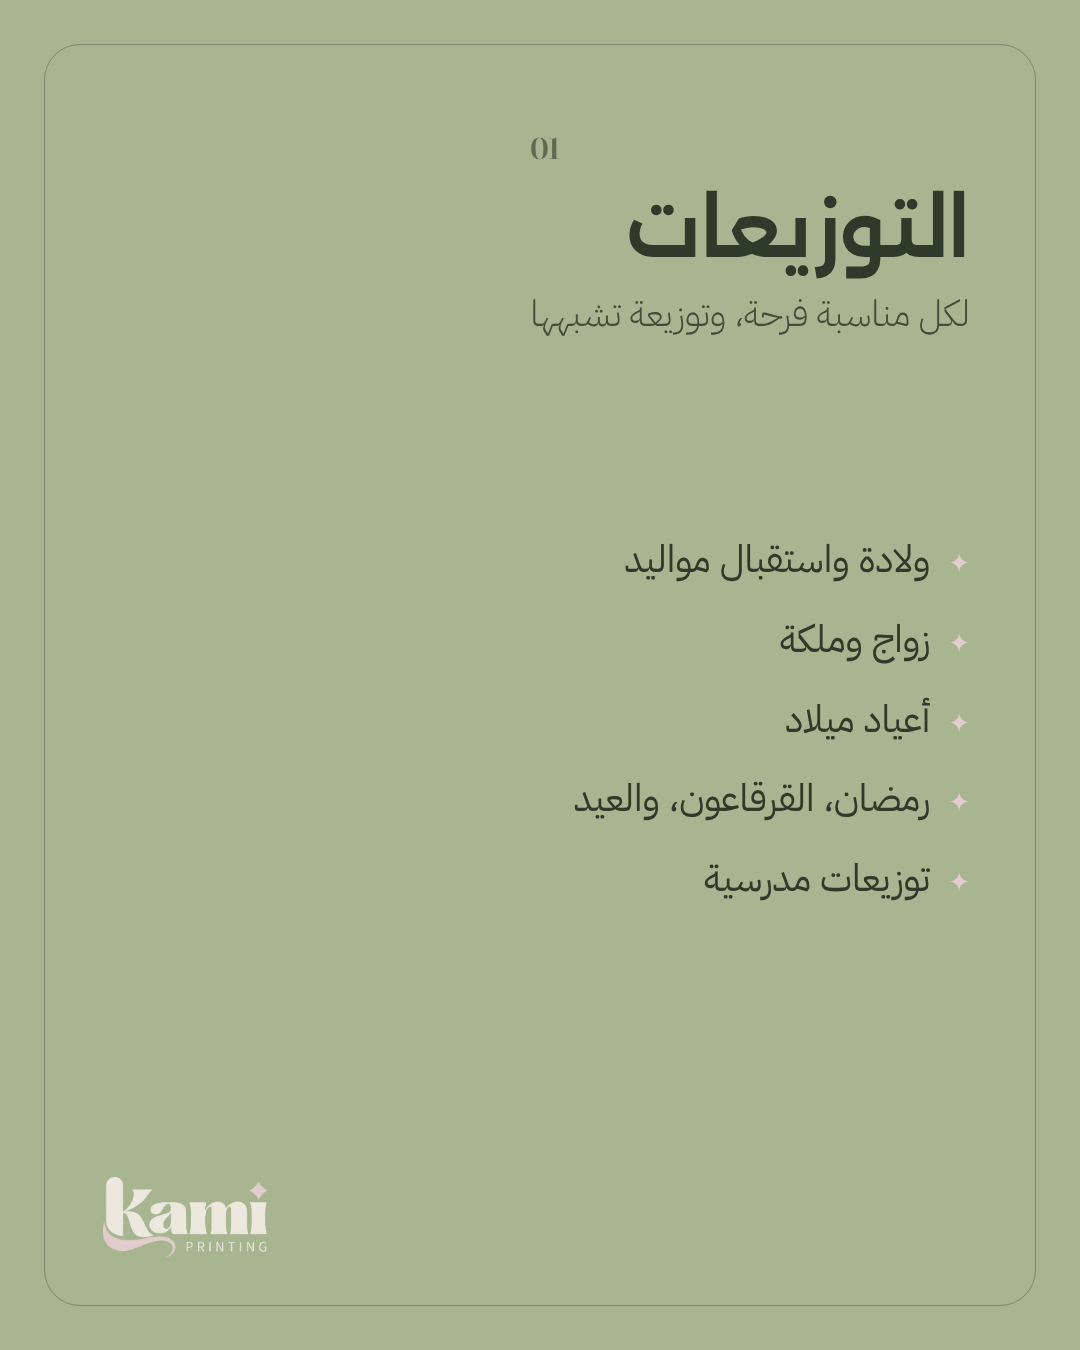 01
التوزيعات
لكل مناسبة فرحة، وتوزيعة تشبهها
ولادة واستقبال مواليد
زواج وملكة
أعياد ميلاد
رمضان، القرقاعون، والعيد
توزيعات مدرسية
kami
PRINTING